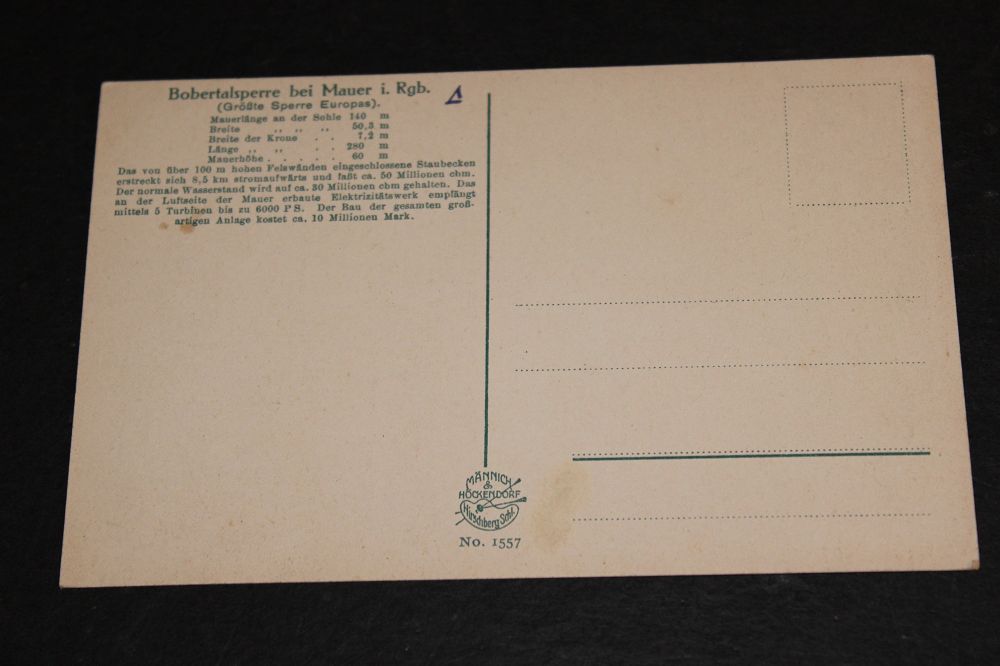 Bobertalsperre bei Mauer i. Rgb.
(Größte Sperre Europas).
Mauerlänge an der Sohle 140 m
Breite „ „ „ 50,3 m
Breite der Krone . . 7,2 m
Länge „ „ . . 280 m
Mauerhöhe . . . . . 60 m
Das von über 100 m hohen Felswänden eingeschlossene Staubecken
erstreckt sich 8,5 km stromaufwärts und faßt ca. 50 Millionen cbm.
Der normale Wasserstand wird auf ca. 30 Millionen cbm gehalten. Das
an der Luftseite der Mauer erbaute Elektrizitätswerk empfängt
mittels 5 Turbinen bis zu 6000 PS. Der Bau der gesamten groß-
artigen Anlage kostet ca. 10 Millionen Mark.
MÄNNICH
&
HÖCKENDORF
Hirschberg Schl.
No. 1557